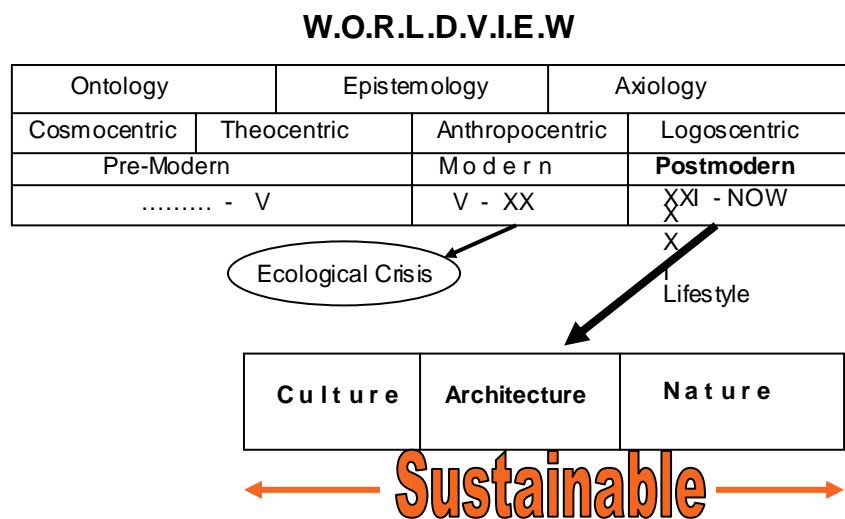 W.O.R.L.D.V.I.E.W
Ontology Epistemology Axiology
Cosmocentric Theocentric Anthropocentric Logoscentric
Pre-Modern M o d e r n Postmodern
……... - V V - XX XXI - NOW
X
X
I
Ecological Crisis
Lifestyle
C u l t u r e Architecture N a t u r e
Sustainable